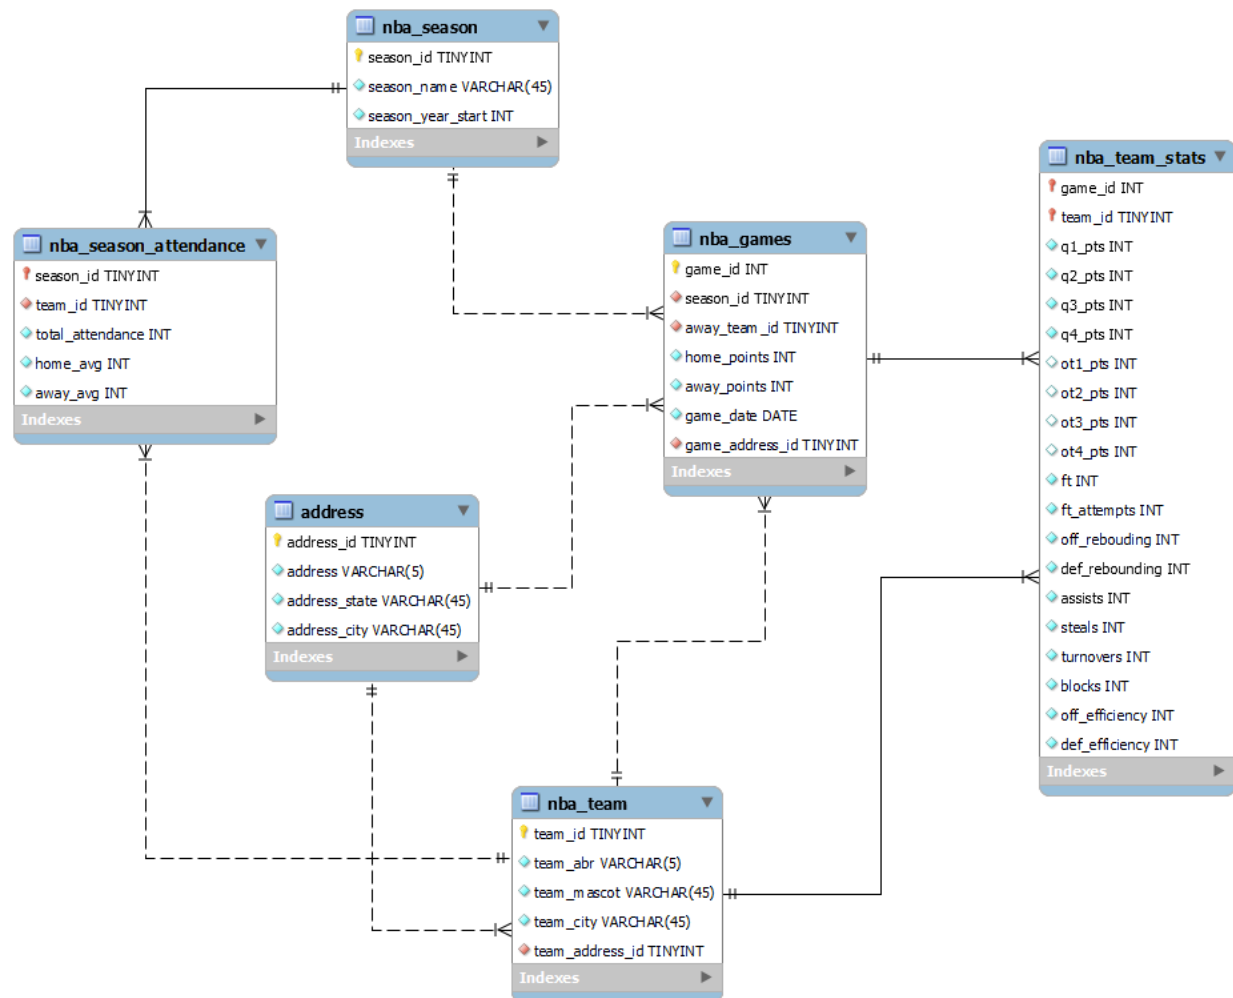 nba_season
season_id TINYINT
season_name VARCHAR(45)
season_year_start INT
Indexes
nba_season_attendance
season_id TINYINT
team_id TINYINT
total_attendance INT
home_avg INT
away_avg INT
Indexes
nba_games
game_id INT
season_id TINYINT
away_team_id TINYINT
home_points INT
away_points INT
game_date DATE
game_address_id TINYINT
Indexes
nba_team_stats
game_id INT
team_id TINYINT
q1_pts INT
q2_pts INT
q3_pts INT
q4_pts INT
ot1_pts INT
ot2_pts INT
ot3_pts INT
ot4_pts INT
ft INT
ft_attempts INT
off_rebouding INT
def_rebounding INT
assists INT
steals INT
turnovers INT
blocks INT
off_efficiency INT
def_efficiency INT
Indexes
address
address_id TINYINT
address VARCHAR(5)
address_state VARCHAR(45)
address_city VARCHAR(45)
Indexes
nba_team
team_id TINYINT
team_abr VARCHAR(5)
team_mascot VARCHAR(45)
team_city VARCHAR(45)
team_address_id TINYINT
Indexes